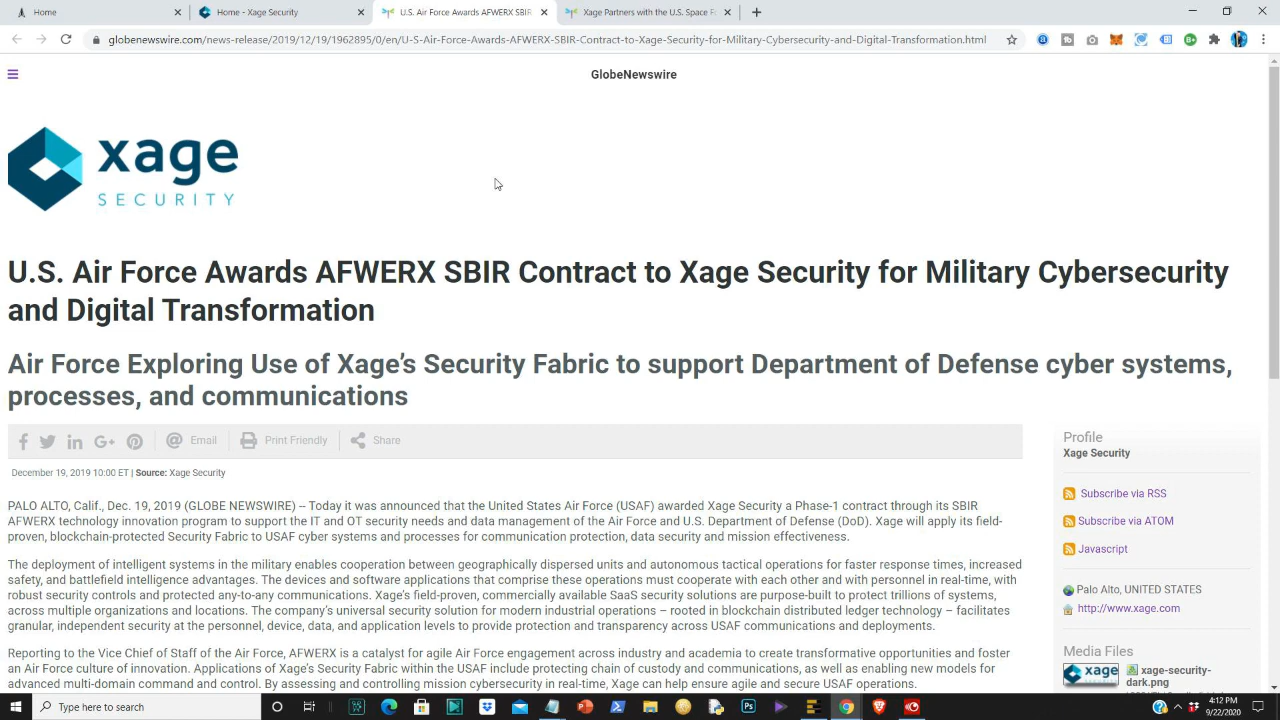 Home
Home - Xage Security
U.S. Air Force Awards AFWERX SBIR
Xage Partners with the U.S. Space F
globenewswire.com/news-release/2019/12/19/1962895/0/en/U-S-Air-Force-Awards-AFWERX-SBIR-Contract-to-Xage-Security-for-Military-Cybersecurity-and-Digital-Transformation.html
GlobeNewswire
xage
SECURITY
U.S. Air Force Awards AFWERX SBIR Contract to Xage Security for Military Cybersecurity
and Digital Transformation
Air Force Exploring Use of Xage’s Security Fabric to support Department of Defense cyber systems,
processes, and communications
Email
Print Friendly
Share
December 19, 2019 10:00 ET | Source: Xage Security
PALO ALTO, Calif., Dec. 19, 2019 (GLOBE NEWSWIRE) -- Today it was announced that the United States Air Force (USAF) awarded Xage Security a Phase-1 contract through its SBIR
AFWERX technology innovation program to support the IT and OT security needs and data management of the Air Force and U.S. Department of Defense (DoD). Xage will apply its field-
proven, blockchain-protected Security Fabric to USAF cyber systems and processes for communication protection, data security and mission effectiveness.
The deployment of intelligent systems in the military enables cooperation between geographically dispersed units and autonomous tactical operations for faster response times, increased
safety, and battlefield intelligence advantages. The devices and software applications that comprise these operations must cooperate with each other and with personnel in real-time, with
robust security controls and protected any-to-any communications. Xage's field-proven, commercially available SaaS security solutions are purpose-built to protect trillions of systems,
across multiple organizations and locations. The company's universal security solution for modern industrial operations – rooted in blockchain distributed ledger technology – facilitates
granular, independent security at the personnel, device, data, and application levels to provide protection and transparency across USAF communications and deployments.
Reporting to the Vice Chief of Staff of the Air Force, AFWERX is a catalyst for agile Air Force engagement across industry and academia to create transformative opportunities and foster
an Air Force culture of innovation. Applications of Xage's Security Fabric within the USAF include protecting chain of custody and communications, as well as enabling new models for
advanced multi-domain command and control. By assessing and controlling mission cybersecurity in real-time, Xage can help ensure agile and secure USAF operations.
Profile
Xage Security
Subscribe via RSS
Subscribe via ATOM
Javascript
Palo Alto, UNITED STATES
http://www.xage.com
Media Files
xage
xage-security-
dark.png
Type here to search
4:12 PM
9/22/2020